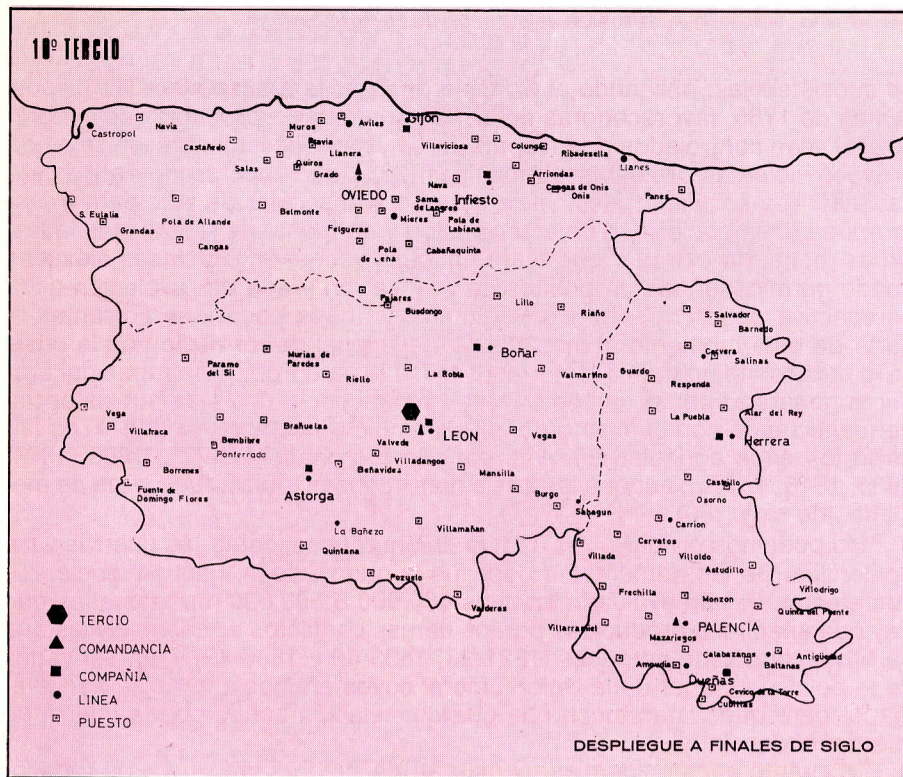 10º TERCIO
Castropol
Navia
Castañedo
Muros
Pravia
Aviles
Gijon
Villaviciosa
Colunga
Ribadesella
Llanes
Salas
Quiros
Llanera
Grado
OVIEDO
Nava
Infiesto
Arriondas
Cangas de Onis
Onis
Panes
S. Eulalia
Grandas
Pola de Allande
Cangas
Belmonte
Sama
de Langreo
Mieres
Pola de
Labiana
Felgueras
Pola
de Lena
Cabañaquinta
Pajares
Busdongo
Lillo
Riaño
S. Salvador
Barnedo
Cervera
Salinas
Boñar
Paramo
del Sil
Murias de
Paredes
Riello
La Robla
Valmartino
Guardo
Respenda
La Puebla
Alar del Rey
Herrera
Vega
Villafraca
Bembibre
Ponferrada
Brañuelas
LEON
Valvede
Villadangos
Vegas
Borrenes
Fuente de
Domingo Flores
Astorga
Beñavides
Mansilla
Burgo
Sabagun
Castillo
Osorno
Carrion
La Bañeza
Villamañan
Quintana
Pozuelo
Valderas
Villada
Cervatos
Villoldo
Astudillo
Frechilla
Monzon
Villodrigo
Quinta del Puente
Villarramiel
Mazariegos
PALENCIA
Ampudia
Calabazanos
Baltanas
Antigüedad
Dueñas
Cevico de la Torre
Cubillas
TERCIO
COMANDANCIA
COMPAÑIA
LINEA
PUESTO
DESPLIEGUE A FINALES DE SIGLO